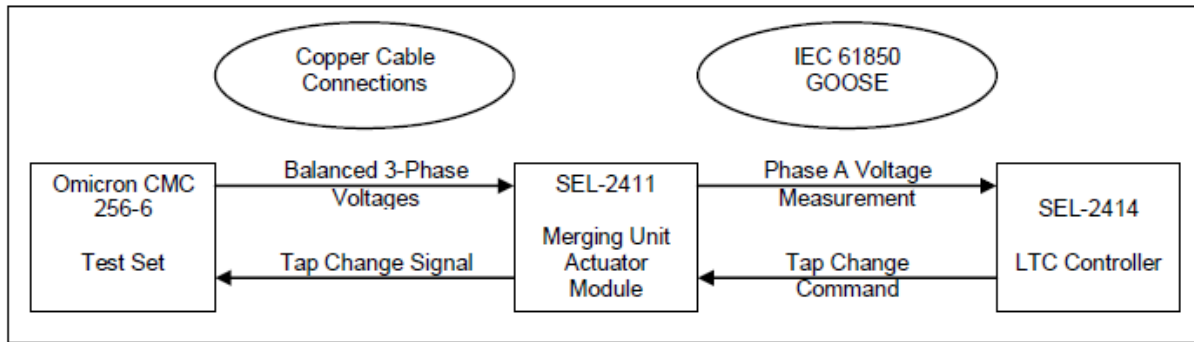 Copper Cable
Connections
IEC 61850
GOOSE
Omicron CMC
256-6
Test Set
Balanced 3-Phase
Voltages
Tap Change Signal
SEL-2411
Merging Unit
Actuator
Module
Phase A Voltage
Measurement
Tap Change
Command
SEL-2414
LTC Controller